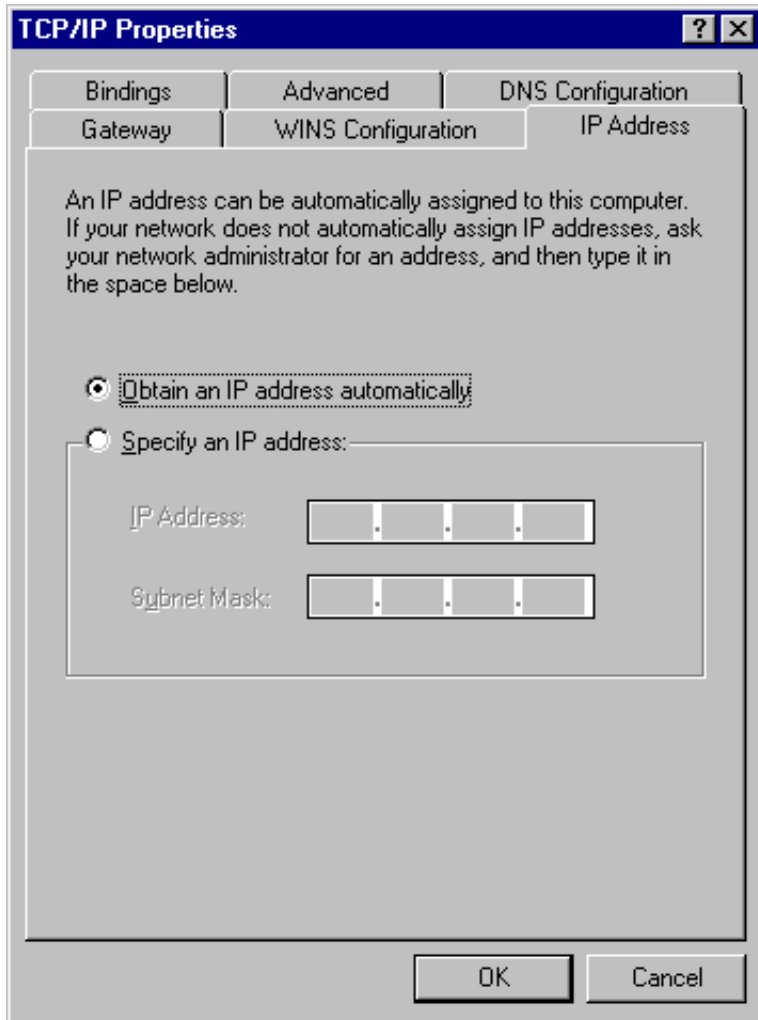 TCP/IP Properties
Bindings
Advanced
DNS Configuration
Gateway
WINS Configuration
IP Address
An IP address can be automatically assigned to this computer.
If your network does not automatically assign IP addresses, ask
your network administrator for an address, and then type it in
the space below.
Obtain an IP address automatically
Specify an IP address:
IP Address:
Subnet Mask:
OK
Cancel